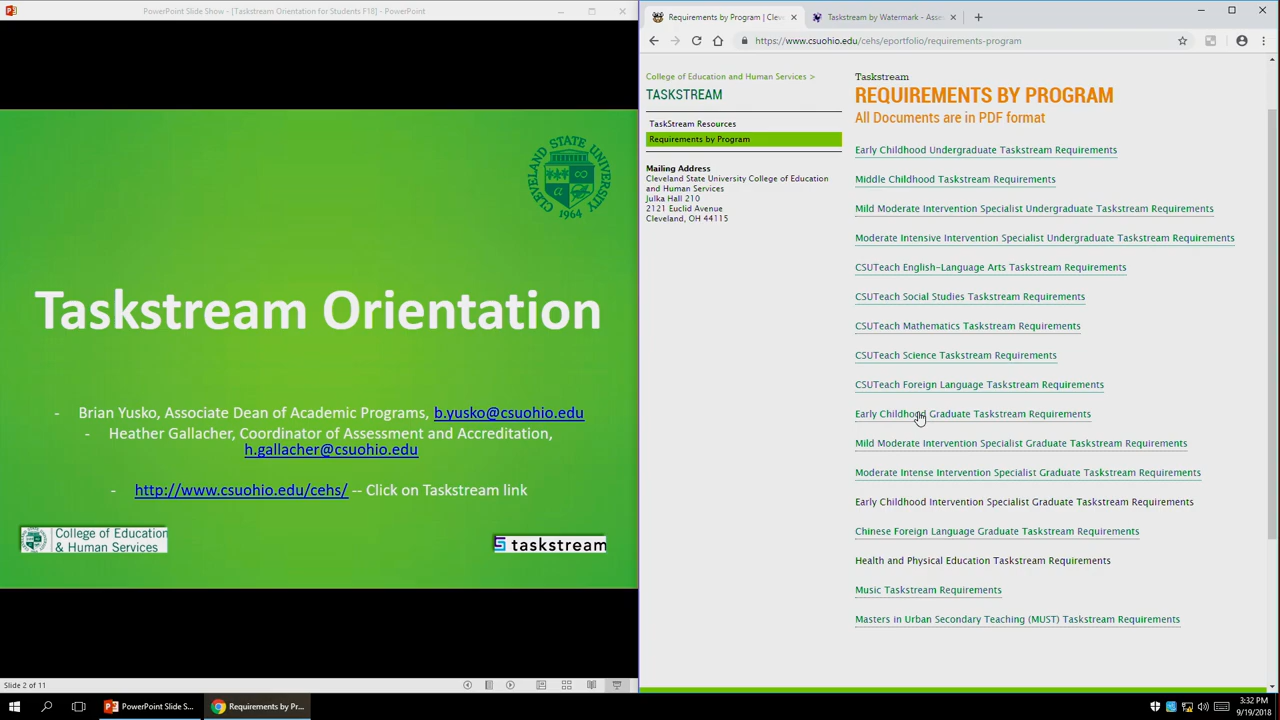 PowerPoint Slide Show - [Taskstream Orientation for Students F18] - PowerPoint
CLEVELAND STATE UNIVERSITY
1964
Taskstream Orientation
- Brian Yusko, Associate Dean of Academic Programs, b.yusko@csuohio.edu
- Heather Gallacher, Coordinator of Assessment and Accreditation,
h.gallacher@csuohio.edu
- http://www.csuohio.edu/cehs/ -- Click on Taskstream link
College of Education
& Human Services
taskstream
Slide 2 of 11
Requirements by Program | Clev
Taskstream by Watermark - Asse
https://www.csuohio.edu/cehs/eportfolio/requirements-program
College of Education and Human Services >
TASKSTREAM
TaskStream Resources
Requirements by Program
Mailing Address
Cleveland State University College of Education
and Human Services
Julka Hall 210
2121 Euclid Avenue
Cleveland, OH 44115
Taskstream
REQUIREMENTS BY PROGRAM
All Documents are in PDF format
Early Childhood Undergraduate Taskstream Requirements
Middle Childhood Taskstream Requirements
Mild Moderate Intervention Specialist Undergraduate Taskstream Requirements
Moderate Intensive Intervention Specialist Undergraduate Taskstream Requirements
CSUTeach English-Language Arts Taskstream Requirements
CSUTeach Social Studies Taskstream Requirements
CSUTeach Mathematics Taskstream Requirements
CSUTeach Science Taskstream Requirements
CSUTeach Foreign Language Taskstream Requirements
Early Childhood Graduate Taskstream Requirements
Mild Moderate Intervention Specialist Graduate Taskstream Requirements
Moderate Intense Intervention Specialist Graduate Taskstream Requirements
Early Childhood Intervention Specialist Graduate Taskstream Requirements
Chinese Foreign Language Graduate Taskstream Requirements
Health and Physical Education Taskstream Requirements
Music Taskstream Requirements
Masters in Urban Secondary Teaching (MUST) Taskstream Requirements
PowerPoint Slide S...
Requirements by Pr...
3:32 PM
9/19/2018